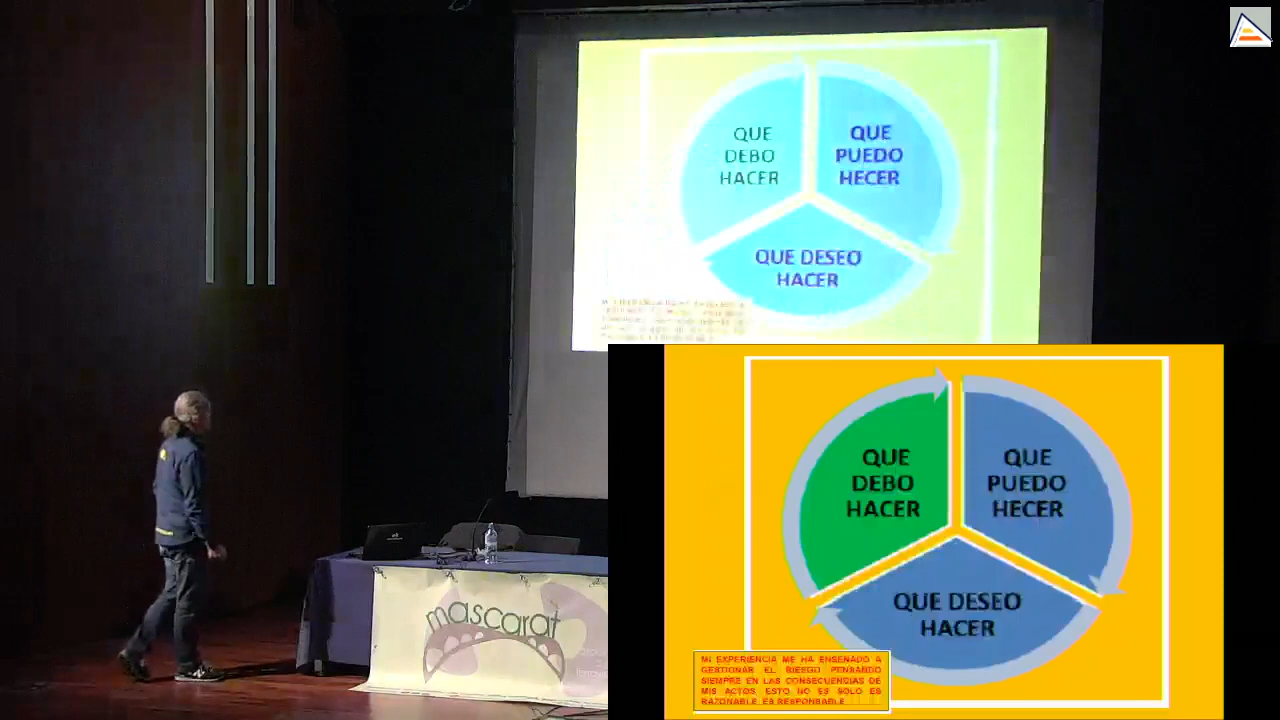 QUE
DEBO
HACER
QUE
PUEDO
HECER
QUE DESEO
HACER
mascarat
QUE
DEBO
HACER
QUE
PUEDO
HECER
QUE DESEO
HACER
MI EXPERIENCIA ME HA ENSEÑADO A
GESTIONAR EL RIESGO PENSANDO
SIEMPRE EN LAS CONSECUENCIAS DE
MIS ACTOS. ESTO NO ES SOLO ES
RAZONABLE, ES RESPONBABLE